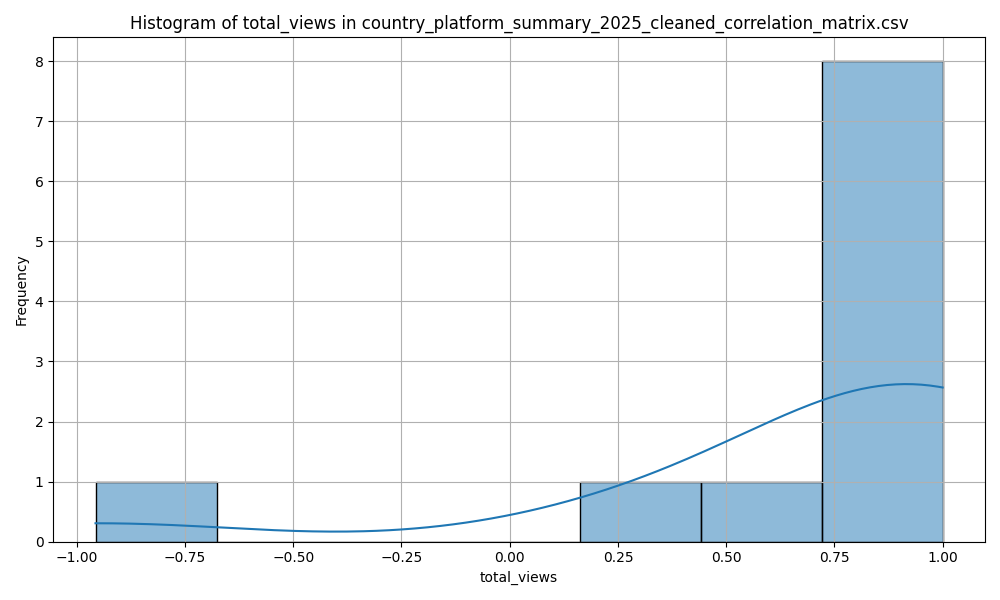 Histogram of total_views in country_platform_summary_2025_cleaned_correlation_matrix.csv
Frequency
8
7
6
5
4
3
2
1
0
−1.00 −0.75 −0.50 −0.25 0.00 0.25 0.50 0.75 1.00
total_views